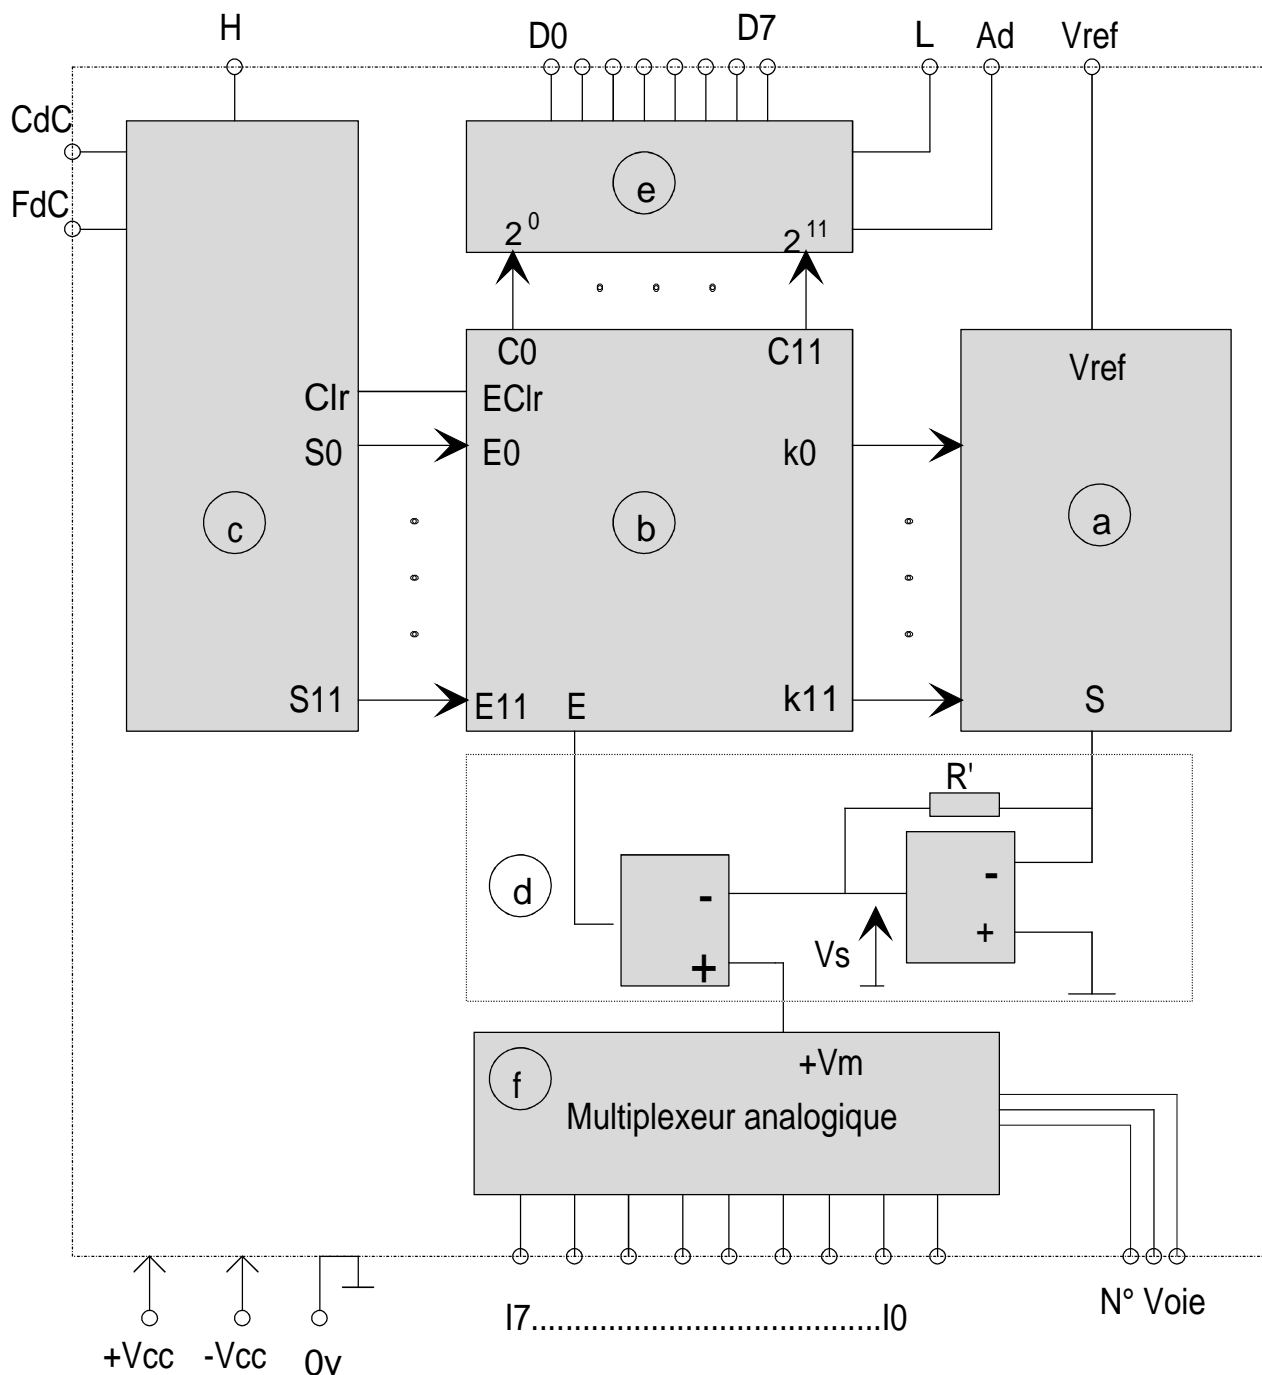 H
D0
D7
L
Ad
Vref
CdC
FdC
e
2^0
2^11
C0
C11
Vref
Clr
EClr
S0
E0
k0
c
b
a
S11
E11
E
k11
S
R'
d
-
-
+
+
Vs
f
+Vm
Multiplexeur analogique
N° Voie
I7.........................................I0
+Vcc
-Vcc
0v